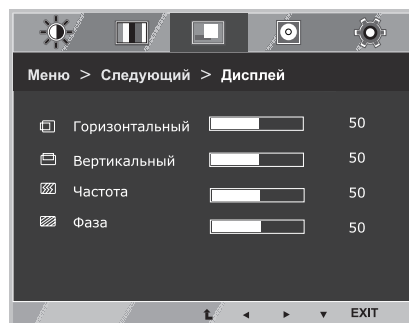 Меню > Следующий > Дисплей
Горизонтальный 50
Вертикальный 50
Частота 50
Фаза 50
EXIT